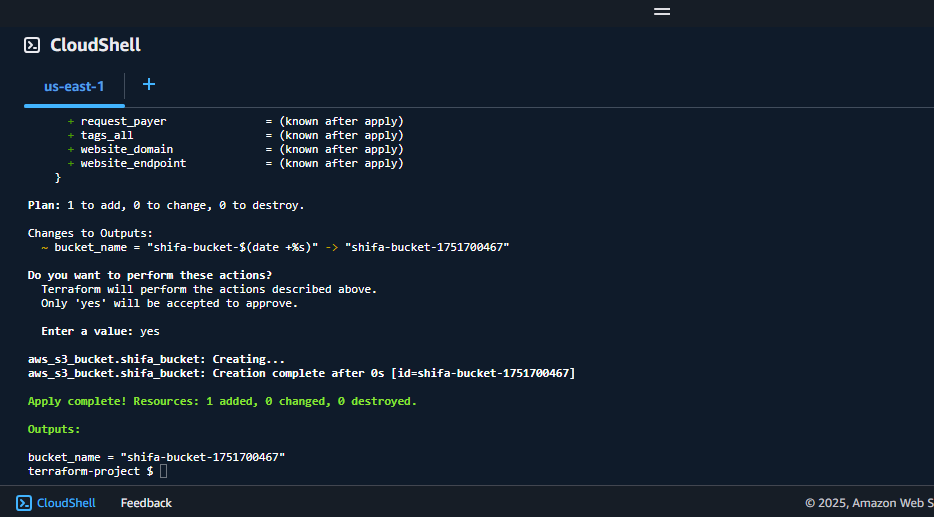 CloudShell
us-east-1 +
+ request_payer = (known after apply)
+ tags_all = (known after apply)
+ website_domain = (known after apply)
+ website_endpoint = (known after apply)
}
Plan: 1 to add, 0 to change, 0 to destroy.
Changes to Outputs:
~ bucket_name = "shifa-bucket-$(date +%s)" -> "shifa-bucket-1751700467"
Do you want to perform these actions?
Terraform will perform the actions described above.
Only 'yes' will be accepted to approve.
Enter a value: yes
aws_s3_bucket.shifa_bucket: Creating...
aws_s3_bucket.shifa_bucket: Creation complete after 0s [id=shifa-bucket-1751700467]
Apply complete! Resources: 1 added, 0 changed, 0 destroyed.
Outputs:
bucket_name = "shifa-bucket-1751700467"
terraform-project $
CloudShell Feedback © 2025, Amazon Web S